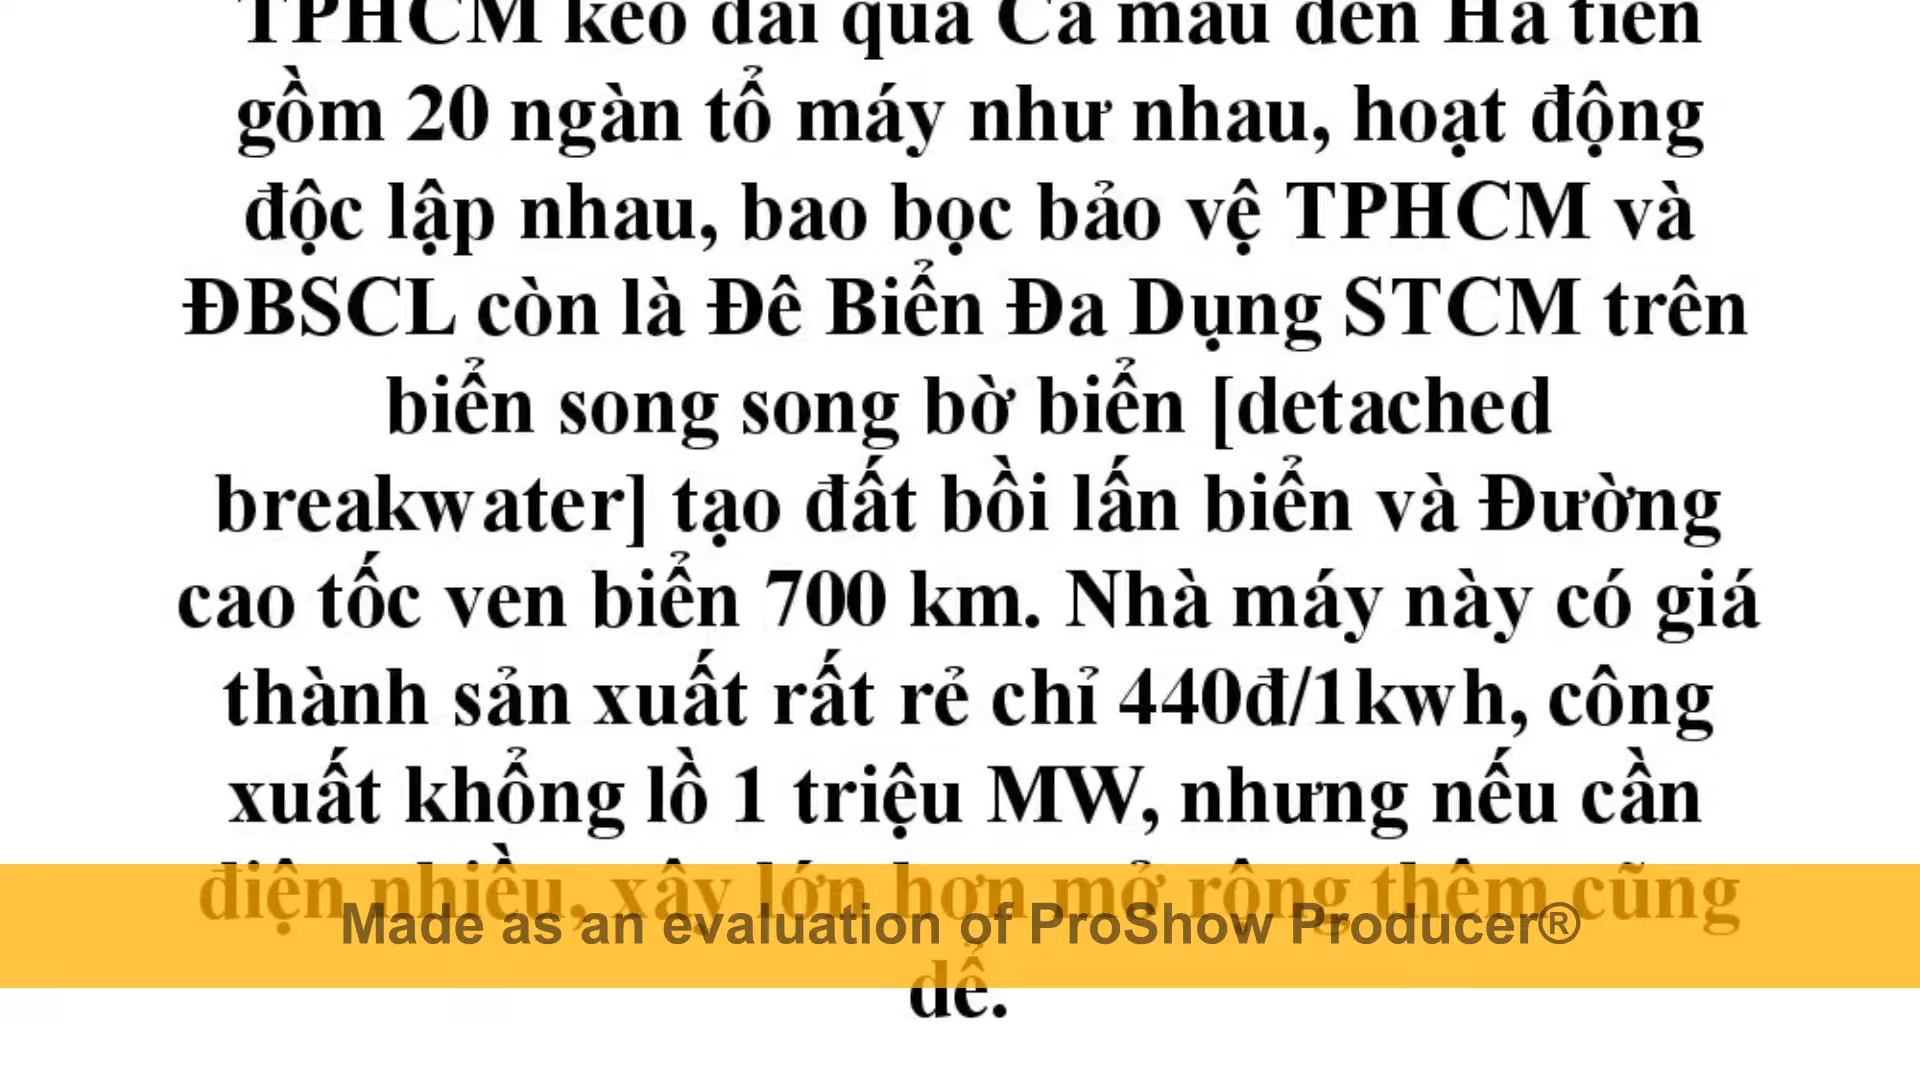 TPHCM kéo dài qua Cà mau đến Hà tiên
gồm 20 ngàn tổ máy như nhau, hoạt động
độc lập nhau, bao bọc bảo vệ TPHCM và
ĐBSCL còn là Đê Biển Đa Dụng STCM trên
biển song song bờ biển [detached
breakwater] tạo đất bồi lấn biển và Đường
cao tốc ven biển 700 km. Nhà máy này có giá
thành sản xuất rất rẻ chỉ 440đ/1kwh, công
xuất khổng lồ 1 triệu MW, nhưng nếu cần
điện nhiều, xây lớn hơn mở rộng thêm cũng
Made as an evaluation of ProShow Producer®
dể.